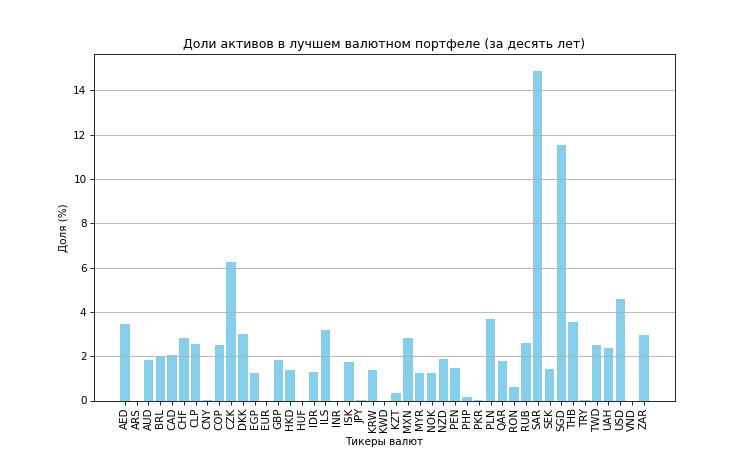 Доли активов в лучшем валютном портфеле (за десять лет)
Доля (%)
14
12
10
8
6
4
2
0
AED ARS AUD BRL CAD CHF CLP CNY COP CZK DKK EGP EUR GBP HKD HUF IDR ILS INR ISK JPY KRW KWD KZT MXN MYR NOK NZD PEN PHP PKR PLN QAR RON RUB SAR SEK SGD THB TRY TWD UAH USD VND ZAR
Тикеры валют